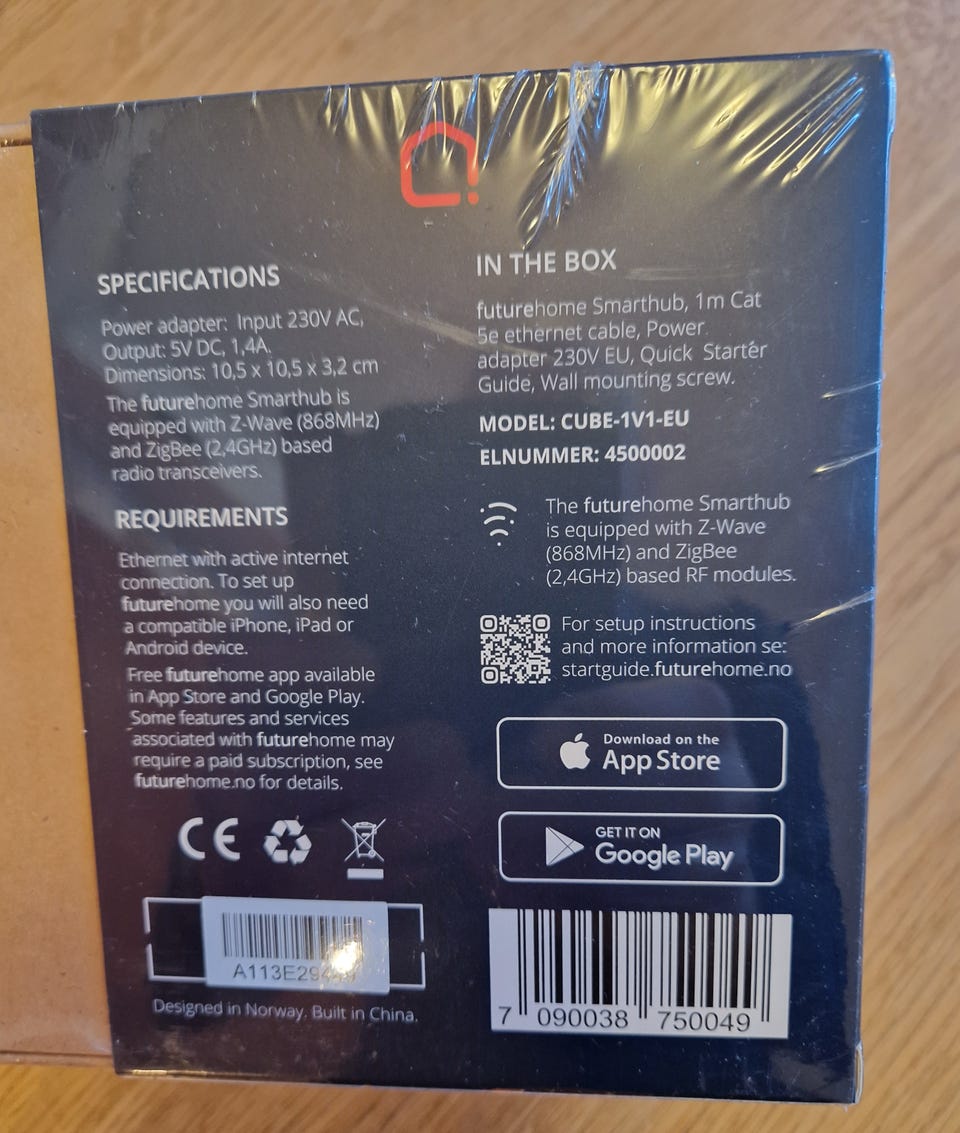 SPECIFICATIONS
Power adapter: Input 230V AC,
Output: 5V DC, 1,4A
Dimensions: 10,5 x 10,5 x 3,2 cm
The futurehome Smarthub is
equipped with Z-Wave (868MHz)
and ZigBee (2,4GHz) based
radio transceivers.
REQUIREMENTS
Ethernet with active internet
connection. To set up
futurehome you will also need
a compatible iPhone, iPad or
Android device.
Free futurehome app available
in App Store and Google Play.
Some features and services
associated with futurehome may
require a paid subscription, see
futurehome.no for details.
CE
Designed in Norway. Built in China.
IN THE BOX
futurehome Smarthub, 1m Cat
5e ethernet cable, Power
adapter 230V EU, Quick Starter
Guide, Wall mounting screw.
MODEL: CUBE-1V1-EU
ELNUMMER: 4500002
The futurehome Smarthub
is equipped with Z-Wave
(868MHz) and ZigBee
(2,4GHz) based RF modules.
For setup instructions
and more information se:
startguide.futurehome.no
Download on the
App Store
GET IT ON
Google Play
7 090038 750049